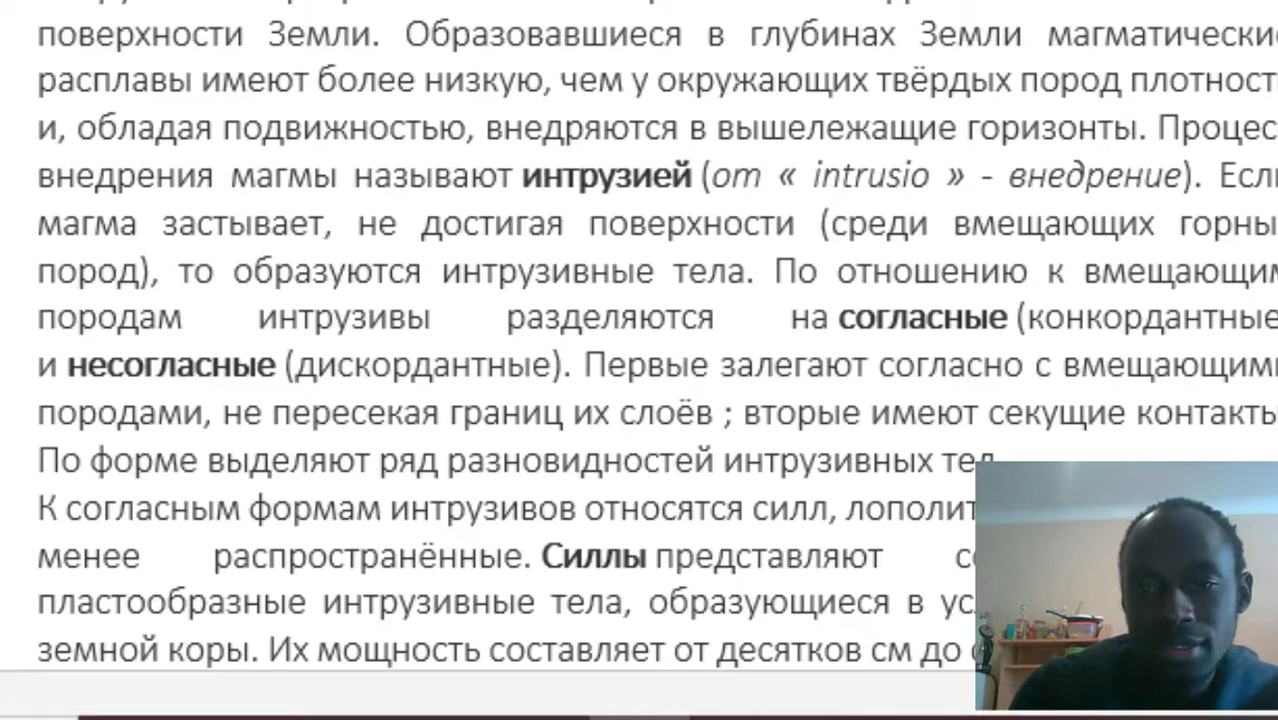 поверхности Земли. Образовавшиеся в глубинах Земли магматические
расплавы имеют более низкую, чем у окружающих твёрдых пород плотност
и, обладая подвижностью, внедряются в вышележащие горизонты. Процес
внедрения магмы называют интрузией (от « intrusio » - внедрение). Если
магма застывает, не достигая поверхности (среди вмещающих горны
пород), то образуются интрузивные тела. По отношению к вмещающим
породам интрузивы разделяются на согласные (конкордантные
и несогласные (дискордантные). Первые залегают согласно с вмещающими
породами, не пересекая границ их слоёв ; вторые имеют секущие контакты
По форме выделяют ряд разновидностей интрузивных тел
К согласным формам интрузивов относятся силл, лополит
менее распространённые. Силлы представляют
пластообразные интрузивные тела, образующиеся в
земной коры. Их мощность составляет от десятков см до